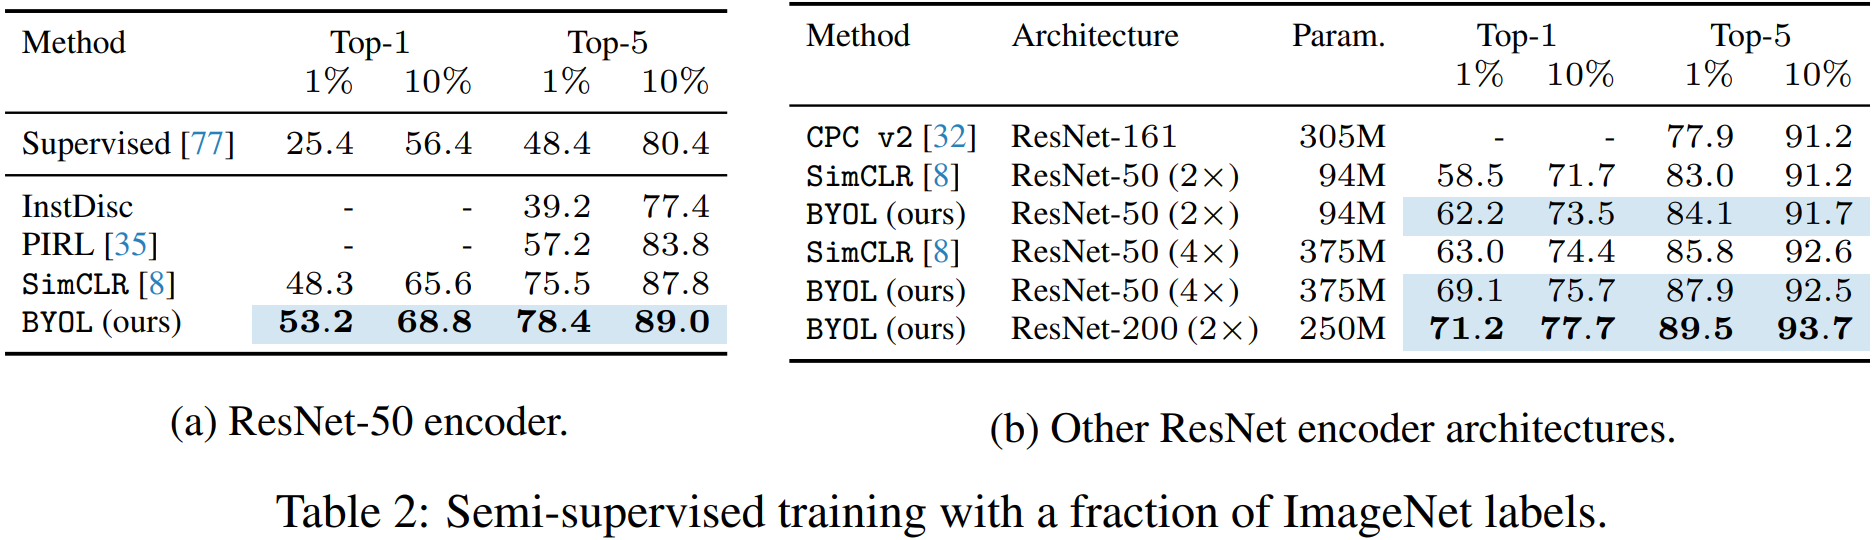 Method Top-1 Top-5
1% 10% 1% 10%
Supervised [77] 25.4 56.4 48.4 80.4
InstDisc - - 39.2 77.4
PIRL [35] - - 57.2 83.8
SimCLR [8] 48.3 65.6 75.5 87.8
BYOL (ours) 53.2 68.8 78.4 89.0
(a) ResNet-50 encoder.
Method Architecture Param. Top-1 Top-5
1% 10% 1% 10%
CPC v2 [32] ResNet-161 305M - - 77.9 91.2
SimCLR [8] ResNet-50 (2×) 94M 58.5 71.7 83.0 91.2
BYOL (ours) ResNet-50 (2×) 94M 62.2 73.5 84.1 91.7
SimCLR [8] ResNet-50 (4×) 375M 63.0 74.4 85.8 92.6
BYOL (ours) ResNet-50 (4×) 375M 69.1 75.7 87.9 92.5
BYOL (ours) ResNet-200 (2×) 250M 71.2 77.7 89.5 93.7
(b) Other ResNet encoder architectures.
Table 2: Semi-supervised training with a fraction of ImageNet labels.